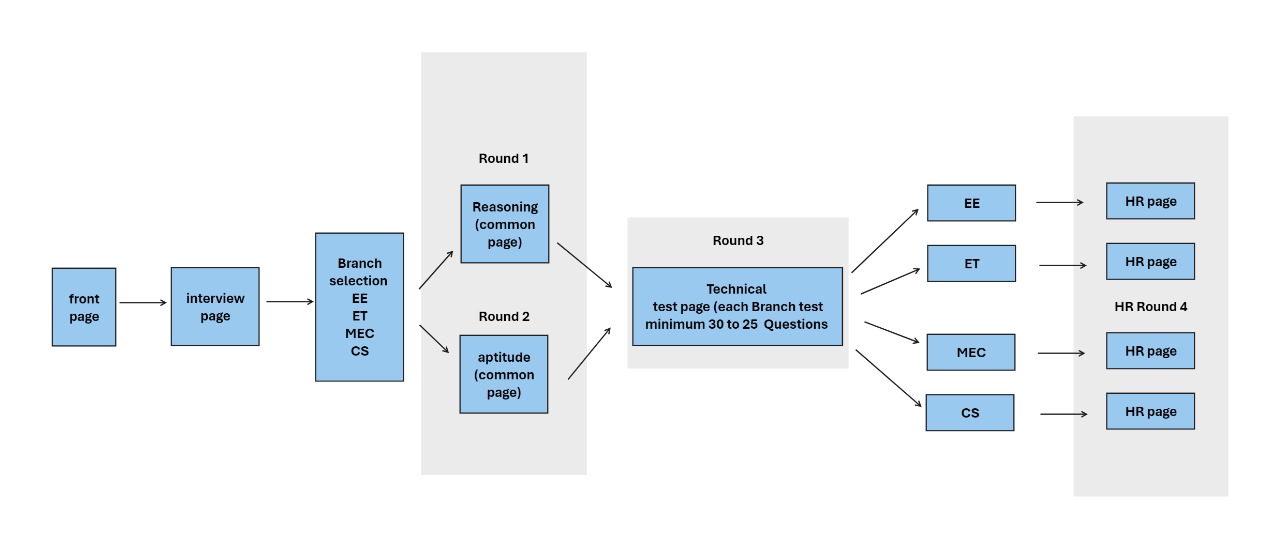 front
page
interview
page
Branch
selection
EE
ET
MEC
CS
Round 1
Reasoning
(common
page)
Round 2
aptitude
(common
page)
Round 3
Technical
test page (each Branch test
minimum 30 to 25 Questions
EE
ET
MEC
CS
HR page
HR page
HR Round 4
HR page
HR page